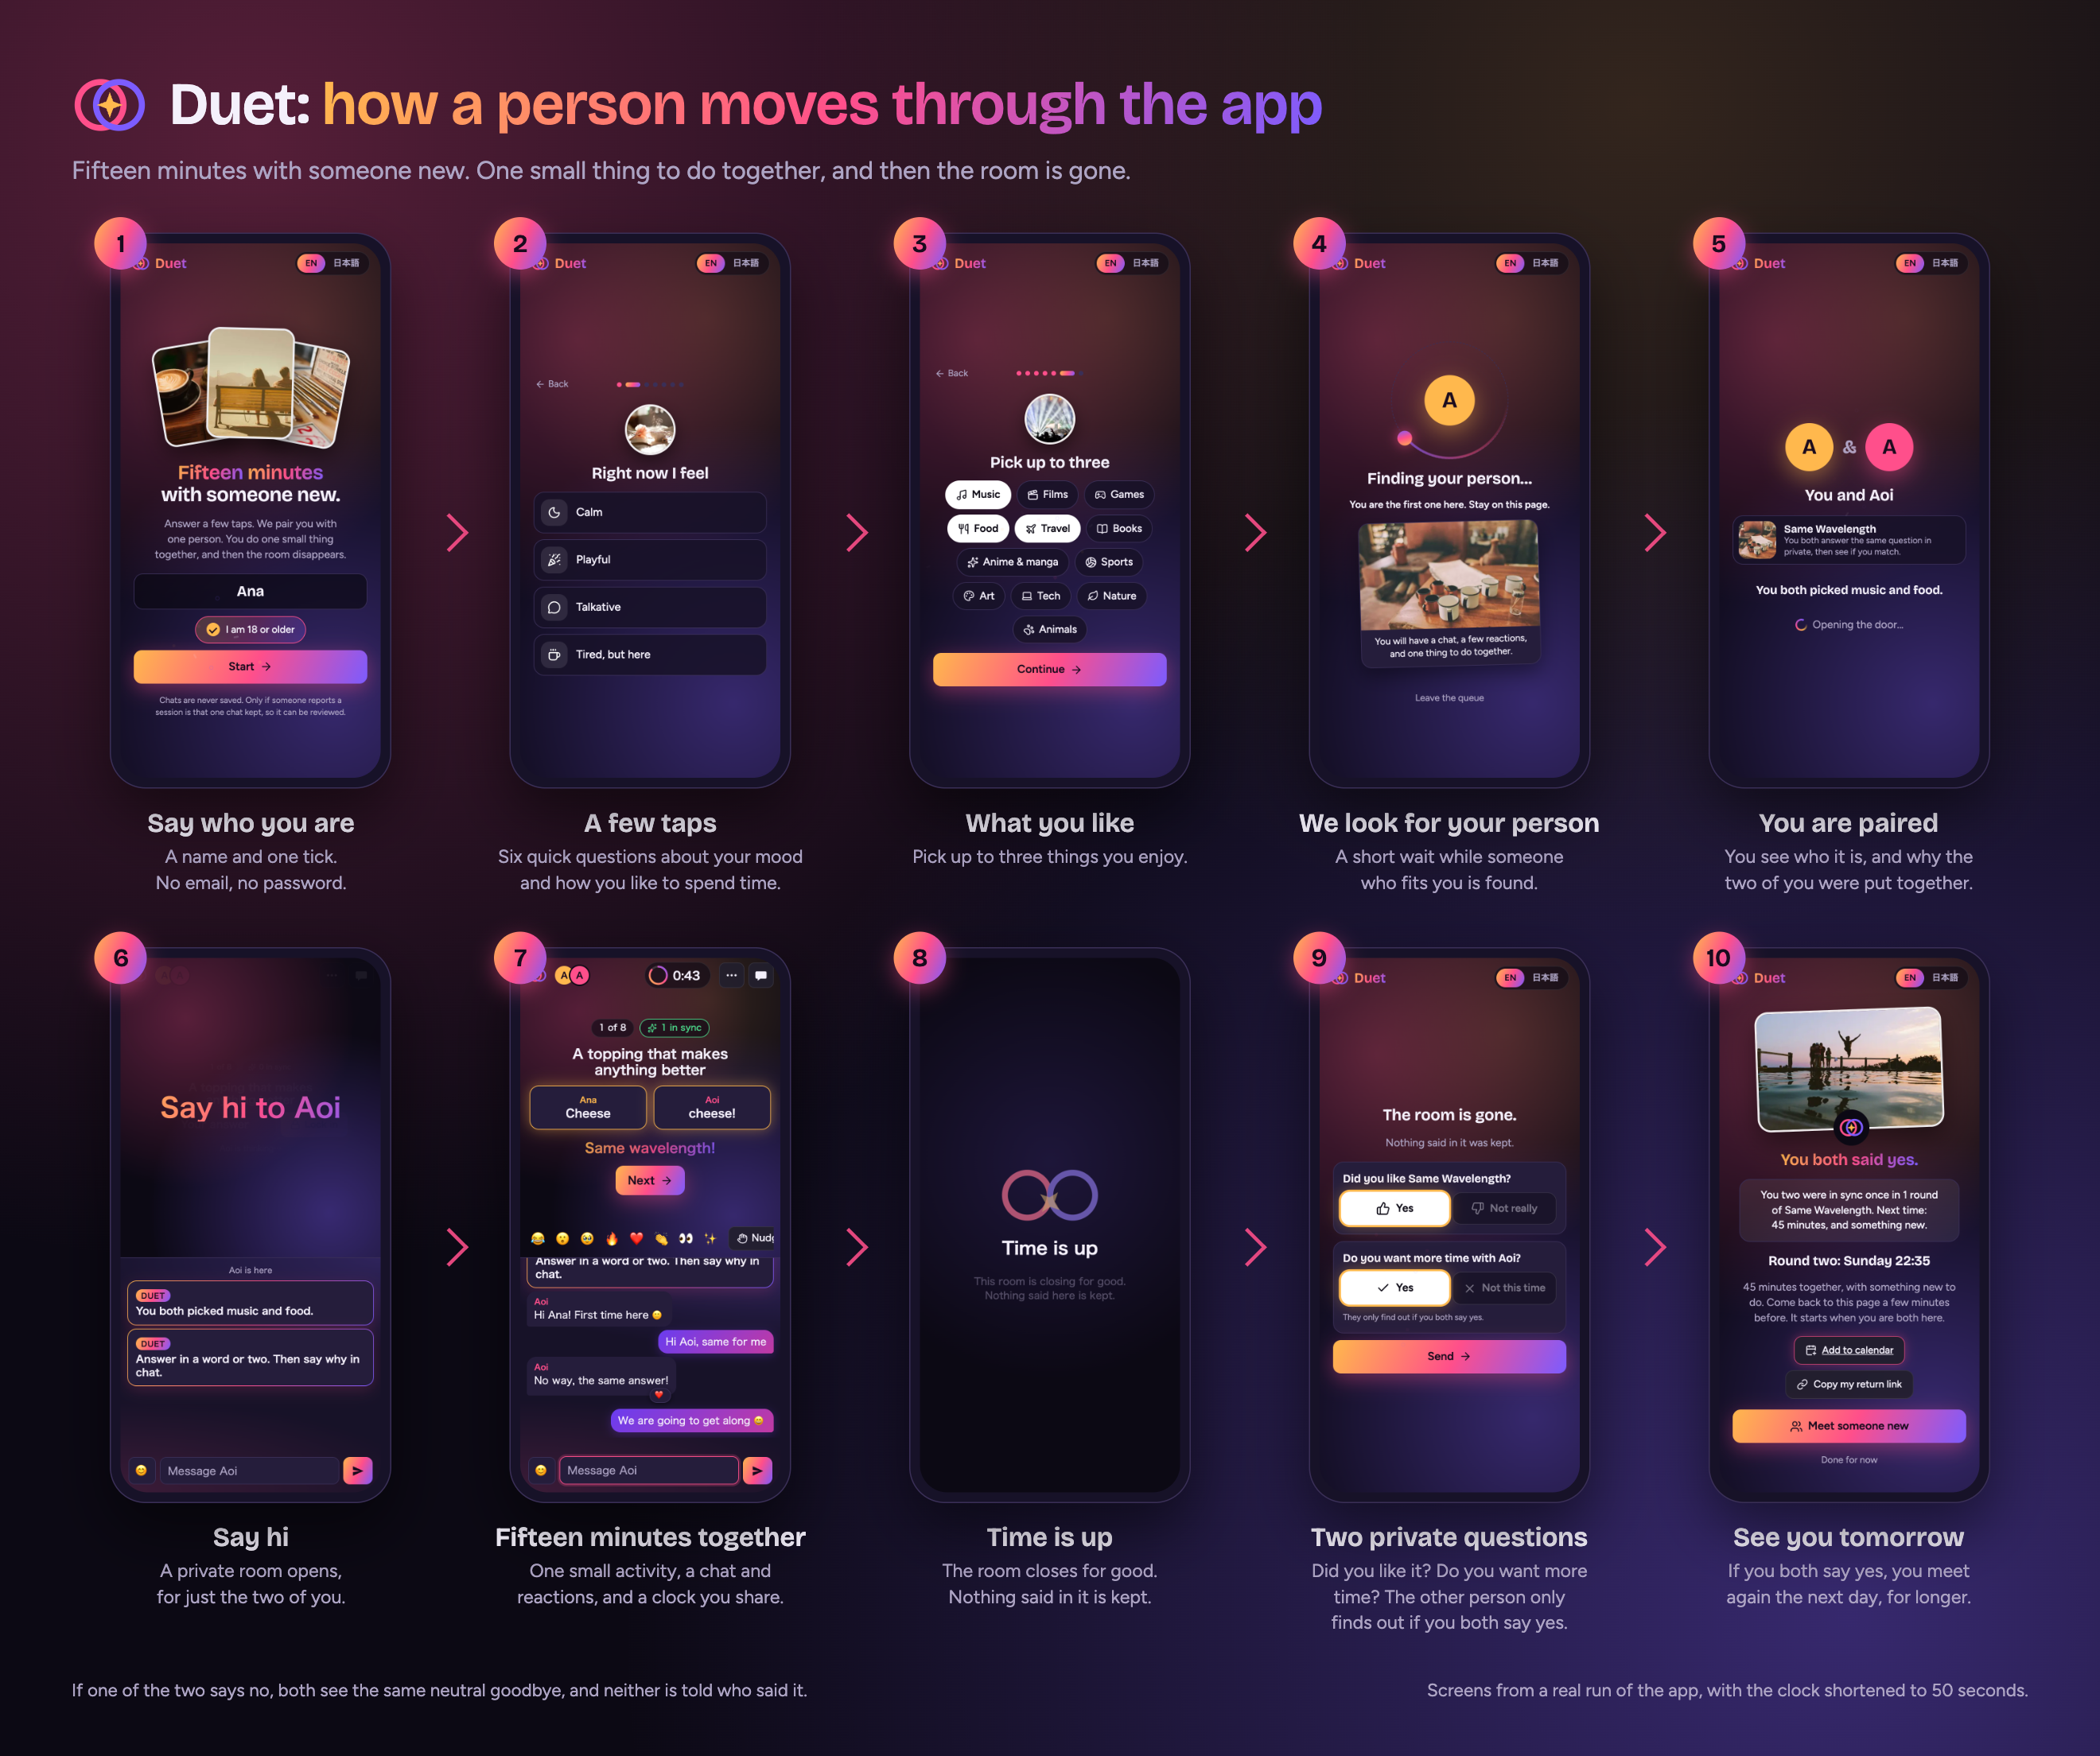 Duet: how a person moves through the app
Fifteen minutes with someone new. One small thing to do together, and then the room is gone.
1
Duet
EN
日本語
Fifteen minutes
with someone new.
Answer a few taps. We pair you with
one person. You do one small thing
together, and then the room disappears.
Ana
I am 18 or older
Start →
Chats are never saved. Only if someone reports a
session is that one chat kept, so it can be reviewed.
Say who you are
A name and one tick.
No email, no password.
2
Duet
EN
日本語
← Back
Right now I feel
Calm
Playful
Talkative
Tired, but here
A few taps
Six quick questions about your mood
and how you like to spend time.
3
Duet
EN
日本語
← Back
Pick up to three
Music
Films
Games
Food
Travel
Books
Anime & manga
Sports
Art
Tech
Nature
Animals
Continue →
What you like
Pick up to three things you enjoy.
4
Duet
EN
日本語
A
Finding your person...
You are the first one here. Stay on this page.
You will have a chat, a few reactions,
and one thing to do together.
Leave the queue
We look for your person
A short wait while someone
who fits you is found.
5
Duet
EN
日本語
A & A
You and Aoi
Same Wavelength
You both answer the same question in
private, then see if you match.
You both picked music and food.
Opening the door...
You are paired
You see who it is, and why the
two of you were put together.
6
Say hi to Aoi
Aoi is here
DUET
You both picked music and food.
DUET
Answer in a word or two. Then say why in
chat.
Message Aoi
Say hi
A private room opens,
for just the two of you.
7
A A
0:43
1 of 8
1 in sync
A topping that makes
anything better
Ana
Cheese
Aoi
cheese!
Same wavelength!
Next →
Nudg
Answer in a word or two. Then say why in
chat.
Aoi
Hi Ana! First time here 😊
Hi Aoi, same for me
Aoi
No way, the same answer!
We are going to get along 😄
Message Aoi
Fifteen minutes together
One small activity, a chat and
reactions, and a clock you share.
8
Time is up
This room is closing for good.
Nothing said here is kept.
Time is up
The room closes for good.
Nothing said in it is kept.
9
Duet
EN
日本語
The room is gone.
Nothing said in it was kept.
Did you like Same Wavelength?
Yes
Not really
Do you want more time with Aoi?
Yes
Not this time
They only find out if you both say yes.
Send →
Two private questions
Did you like it? Do you want more
time? The other person only
finds out if you both say yes.
10
Duet
EN
日本語
You both said yes.
You two were in sync once in 1 round
of Same Wavelength. Next time:
45 minutes, and something new.
Round two: Sunday 22:35
45 minutes together, with something new to
do. Come back to this page a few minutes
before. It starts when you are both here.
Add to calendar
Copy my return link
Meet someone new
Done for now
See you tomorrow
If you both say yes, you meet
again the next day, for longer.
If one of the two says no, both see the same neutral goodbye, and neither is told who said it.
Screens from a real run of the app, with the clock shortened to 50 seconds.